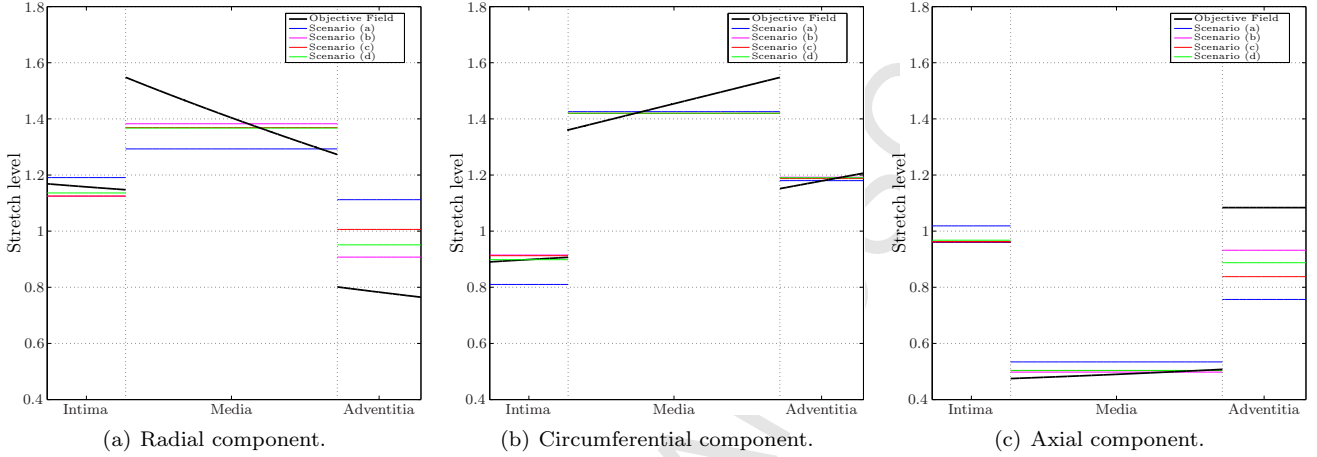 1.8
1.6
1.4
1.2
1
0.8
0.6
0.4
Stretch level
Objective Field
Scenario (a)
Scenario (b)
Scenario (c)
Scenario (d)
Intima Media Adventitia
(a) Radial component.
1.8
1.6
1.4
1.2
1
0.8
0.6
0.4
Stretch level
Objective Field
Scenario (a)
Scenario (b)
Scenario (c)
Scenario (d)
Intima Media Adventitia
(b) Circumferential component.
1.8
1.6
1.4
1.2
1
0.8
0.6
0.4
Stretch level
Objective Field
Scenario (a)
Scenario (b)
Scenario (c)
Scenario (d)
Intima Media Adventitia
(c) Axial component.